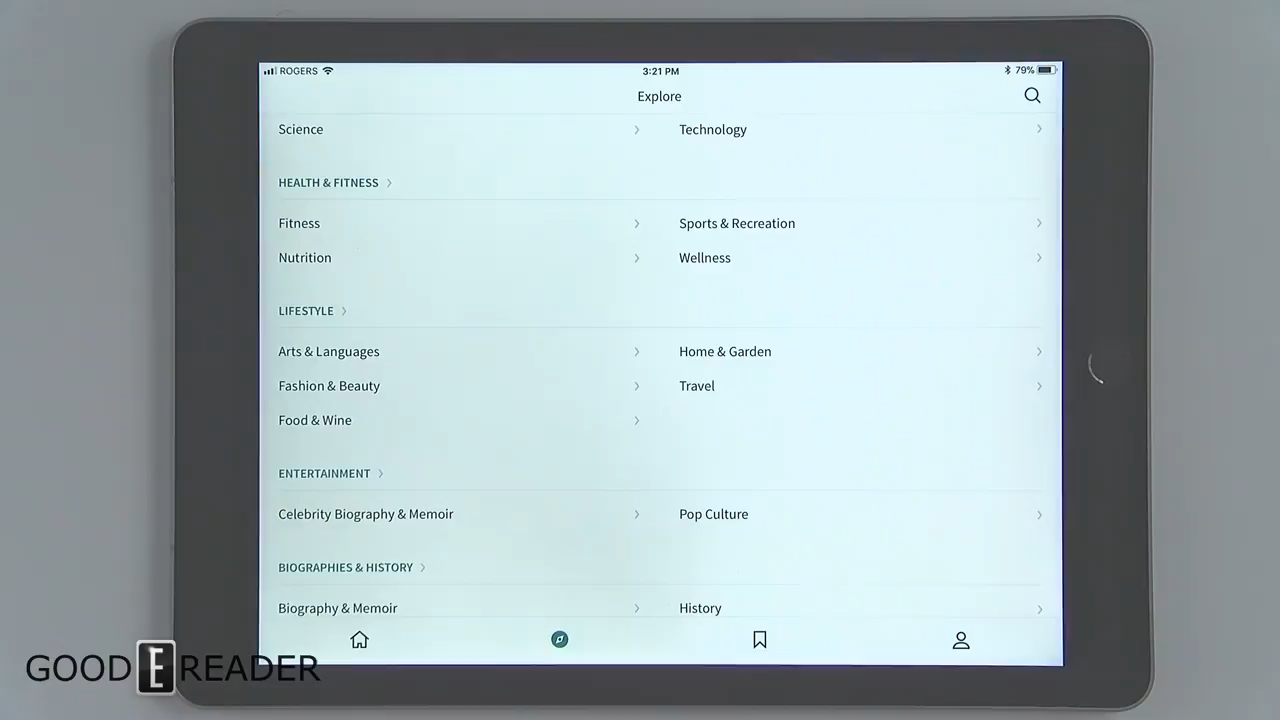 ROGERS 3:21 PM 79%
Explore
Science Technology
HEALTH & FITNESS
Fitness Sports & Recreation
Nutrition Wellness
LIFESTYLE
Arts & Languages Home & Garden
Fashion & Beauty Travel
Food & Wine
ENTERTAINMENT
Celebrity Biography & Memoir Pop Culture
BIOGRAPHIES & HISTORY
Biography & Memoir History
GOOD E READER